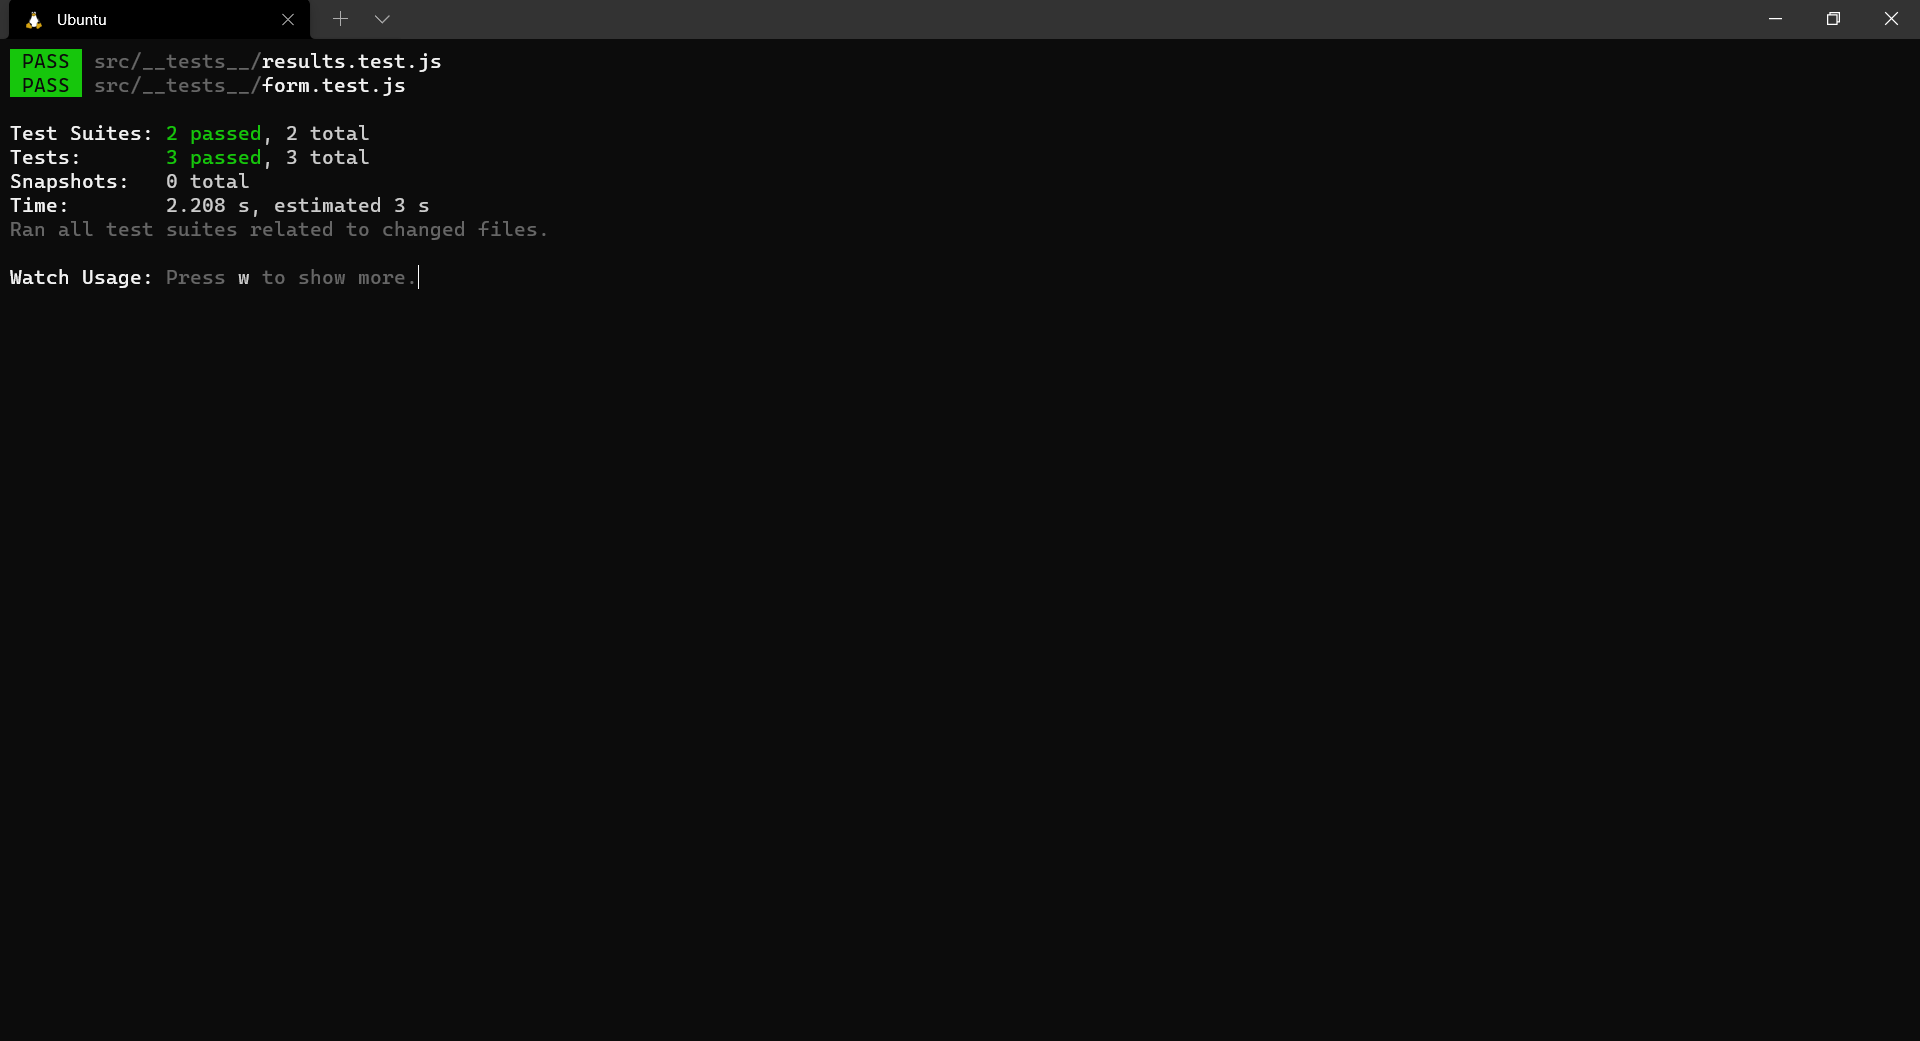 Ubuntu
PASS src/__tests__/results.test.js
PASS src/__tests__/form.test.js
Test Suites: 2 passed, 2 total
Tests: 3 passed, 3 total
Snapshots: 0 total
Time: 2.208 s, estimated 3 s
Ran all test suites related to changed files.
Watch Usage: Press w to show more.